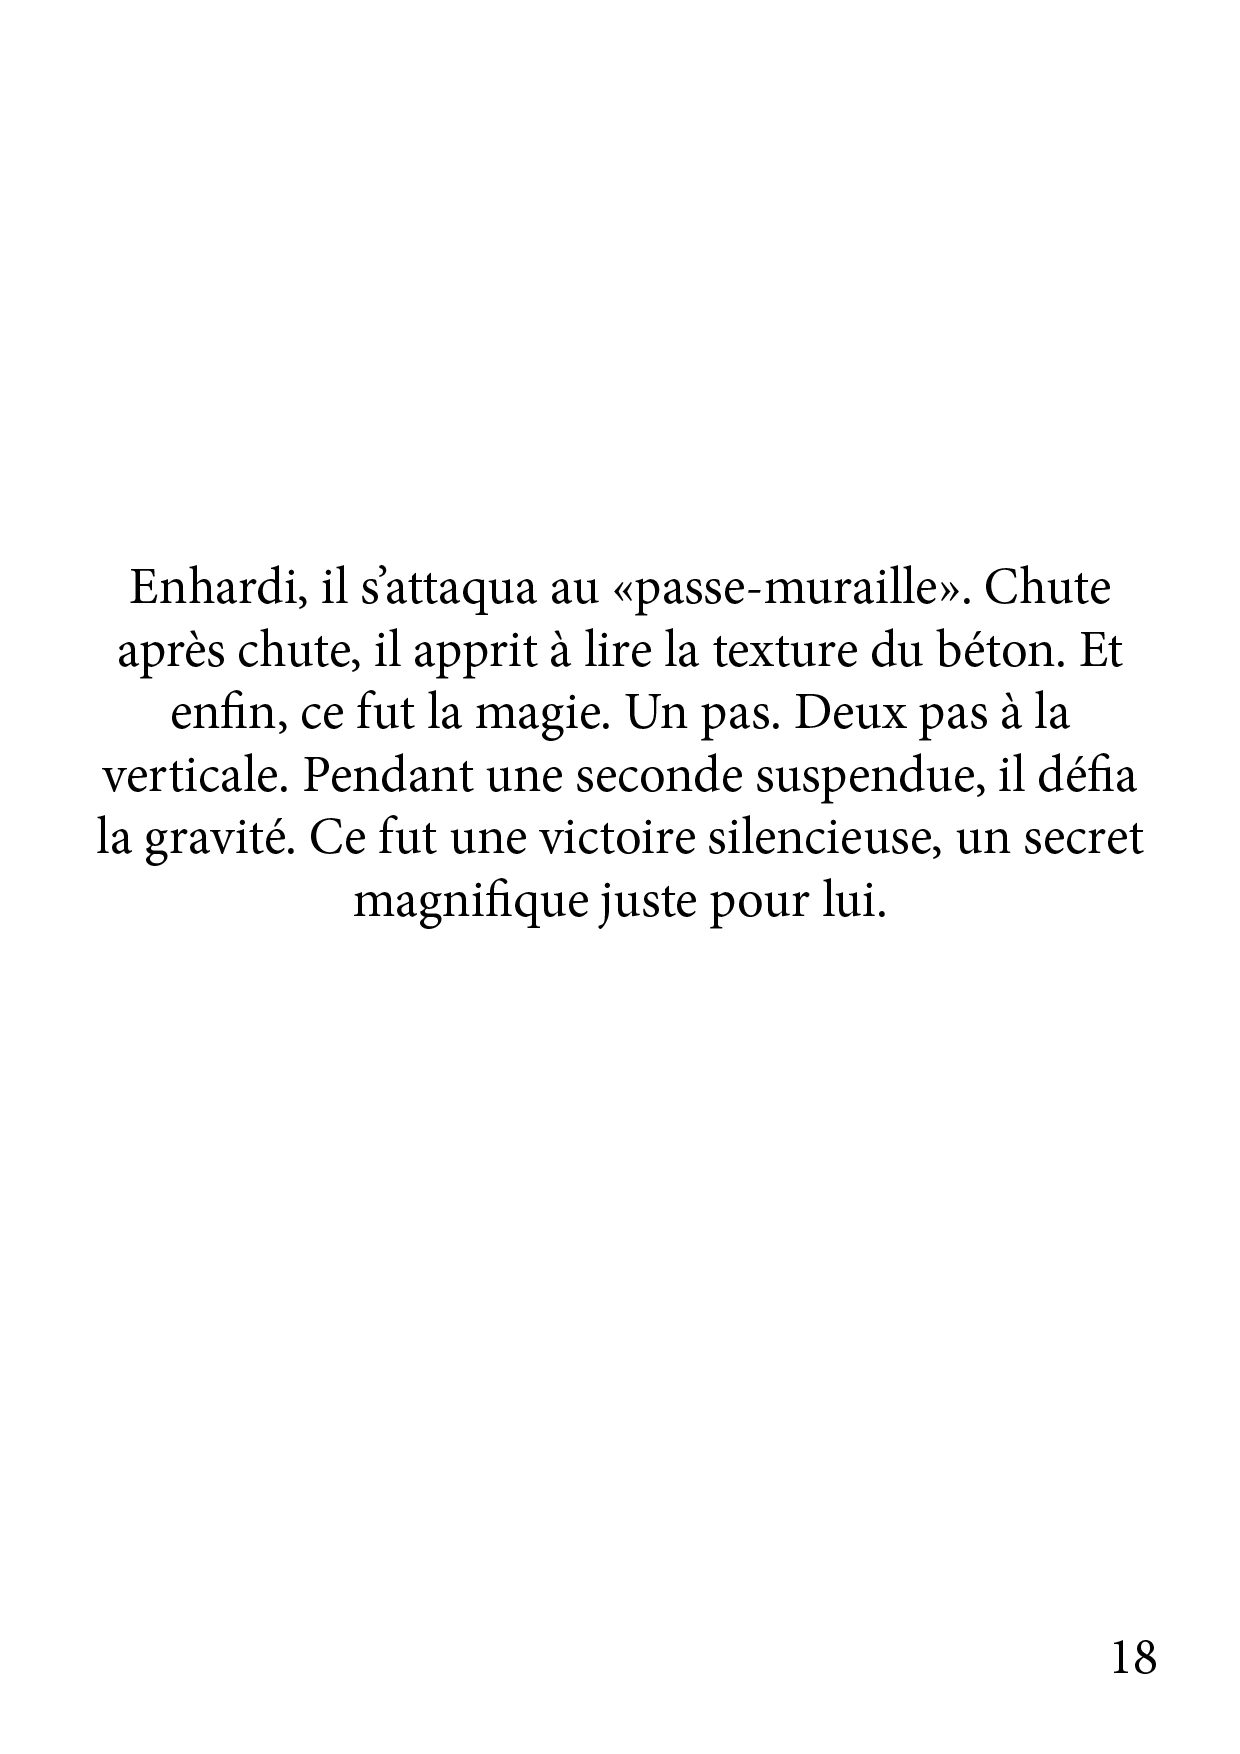 Enhardi, il s’attaqua au «passe-muraille». Chute
après chute, il apprit à lire la texture du béton. Et
enfin, ce fut la magie. Un pas. Deux pas à la
verticale. Pendant une seconde suspendue, il défia
la gravité. Ce fut une victoire silencieuse, un secret
magnifique juste pour lui.
18